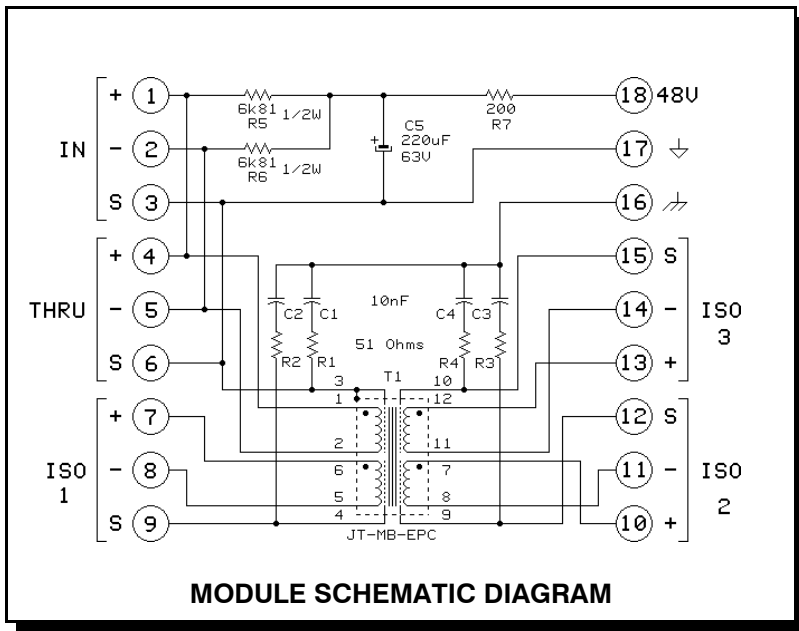 + 1 6k81 R5 1/2W 200 R7 18 48V
IN - 2 6k81 R6 1/2W + C5 220uF 63V 17
S 3 16
+ 4 15 S
THRU - 5 C2 C1 10nF C4 C3 14 - ISO 3
S 6 R2 R1 51 Ohms R4 R3 13 +
T1
3 10
1 12
+ 7 12 S
2 11
ISO 1 - 8 6 7 11 - ISO 2
5 8
S 9 4 9 10 +
JT-MB-EPC
MODULE SCHEMATIC DIAGRAM